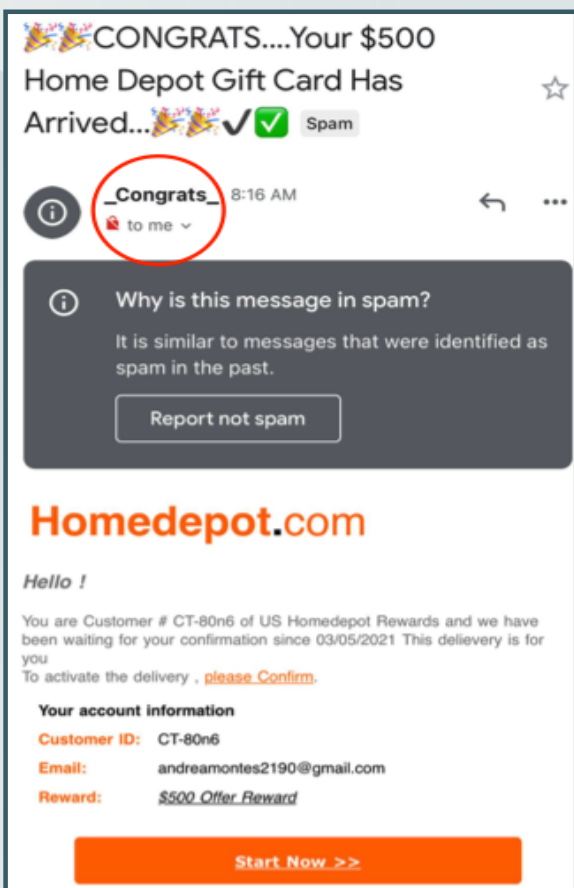 🎉🎉CONGRATS....Your $500
Home Depot Gift Card Has
Arrived...🎉🎉✔✅ Spam
_Congrats_ 8:16 AM
to me
Why is this message in spam?
It is similar to messages that were identified as
spam in the past.
Report not spam
Homedepot.com
Hello !
You are Customer # CT-80n6 of US Homedepot Rewards and we have
been waiting for your confirmation since 03/05/2021 This delievery is for
you
To activate the delivery , please Confirm.
Your account information
Customer ID: CT-80n6
Email: andreamontes2190@gmail.com
Reward: $500 Offer Reward
Start Now >>